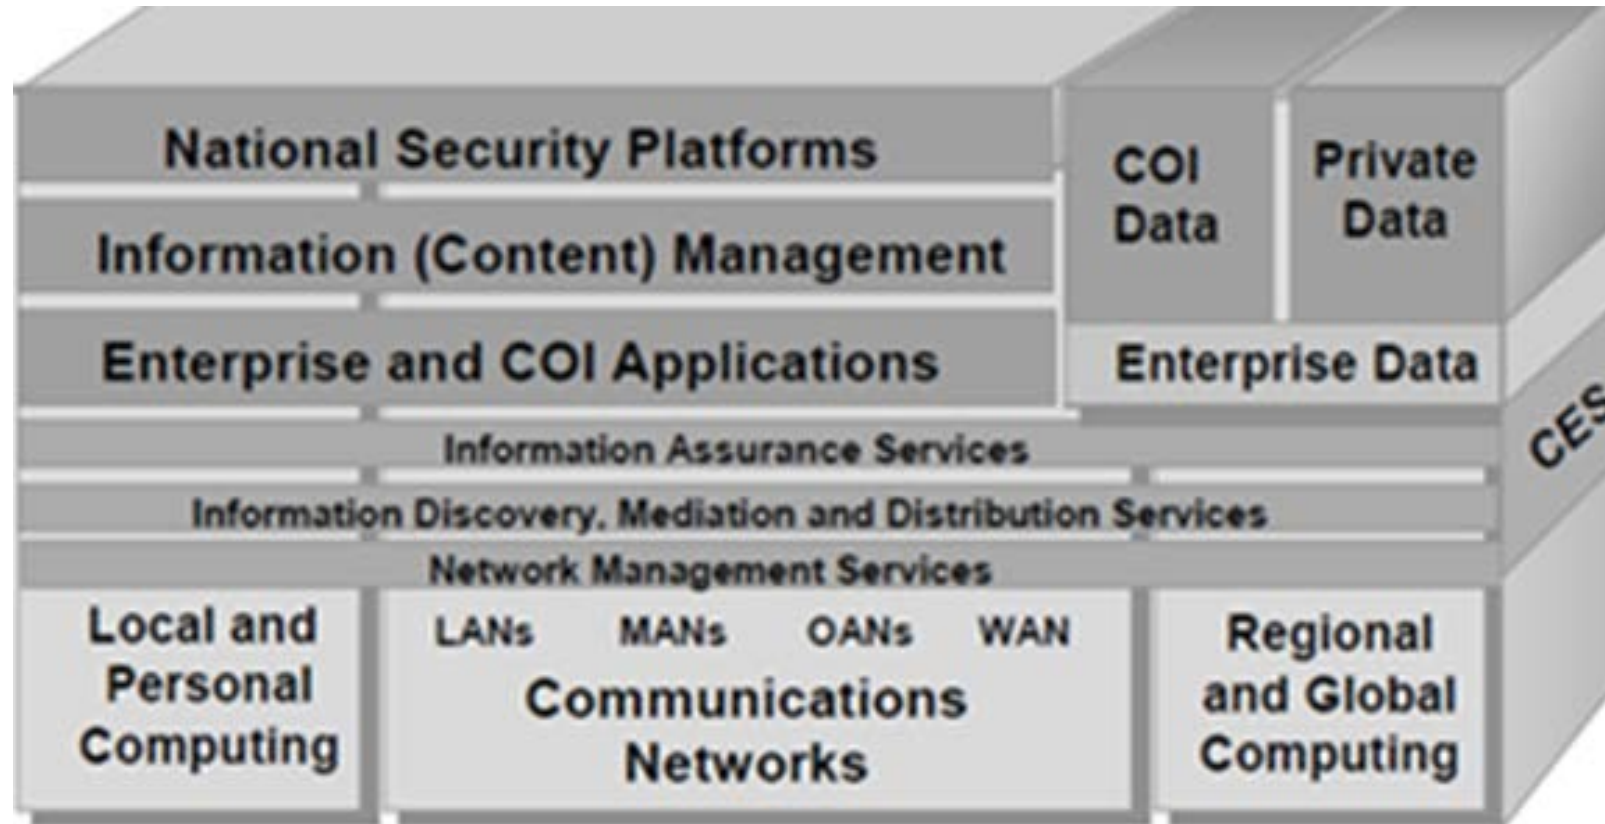 National Security Platforms
COI
Data
Private
Data
Information (Content) Management
Enterprise and COI Applications
Enterprise Data
CES
Information Assurance Services
Information Discovery, Mediation and Distribution Services
Network Management Services
Local and
Personal
Computing
LANs MANs OANs WAN
Communications
Networks
Regional
and Global
Computing